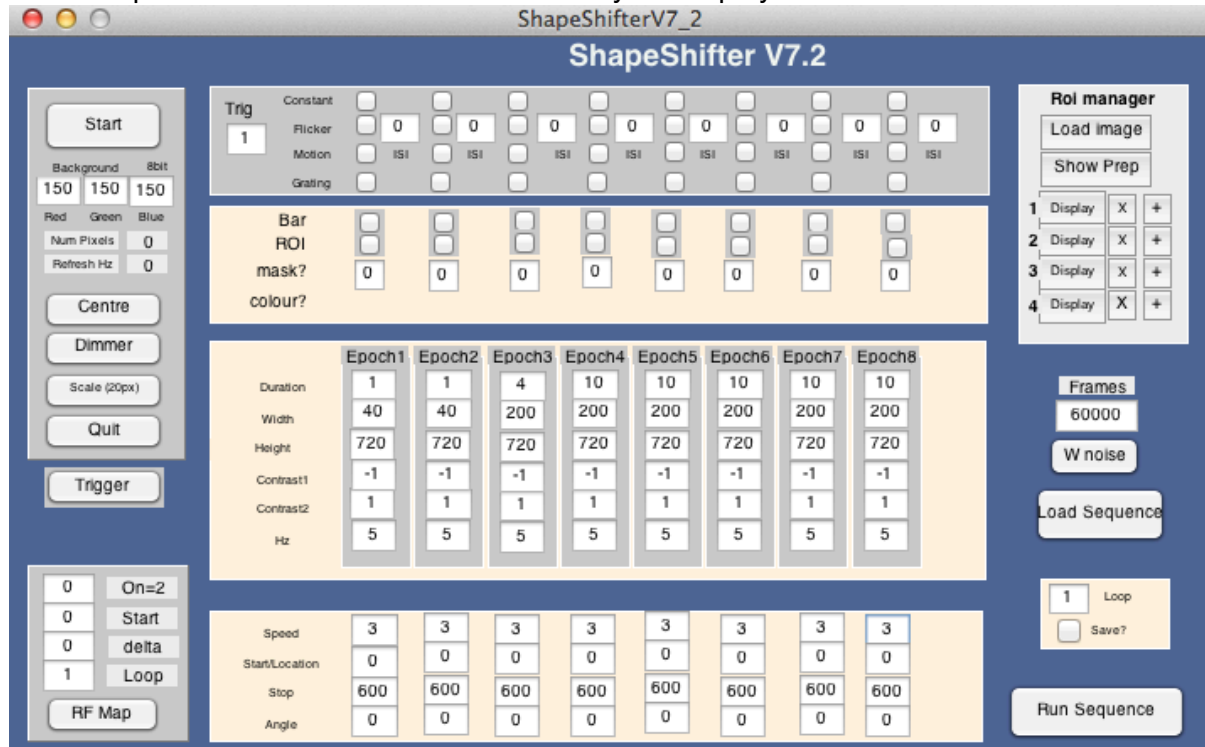 ShapeShifterV7_2
ShapeShifter V7.2
Start
Background 8bit
150 150 150
Red Green Blue
Num Pixels 0
Refresh Hz 0
Centre
Dimmer
Scale (20px)
Quit
Trigger
0 On=2
0 Start
0 delta
1 Loop
RF Map
Trig
1
Constant
Flicker 0 0 0 0 0 0 0 0
Motion ISI ISI ISI ISI ISI ISI ISI ISI
Grating
Bar
ROI
mask? 0 0 0 0 0 0 0 0
colour?
Epoch1 Epoch2 Epoch3 Epoch4 Epoch5 Epoch6 Epoch7 Epoch8
Duration 1 1 4 10 10 10 10 10
Width 40 40 200 200 200 200 200 200
Height 720 720 720 720 720 720 720 720
Contrast1 -1 -1 -1 -1 -1 -1 -1 -1
Contrast2 1 1 1 1 1 1 1 1
Hz 5 5 5 5 5 5 5 5
Speed 3 3 3 3 3 3 3 3
Start/Location 0 0 0 0 0 0 0 0
Stop 600 600 600 600 600 600 600 600
Angle 0 0 0 0 0 0 0 0
RoI manager
Load image
Show Prep
1 Display X +
2 Display X +
3 Display X +
4 Display X +
Frames
60000
W noise
Load Sequence
1 Loop
Save?
Run Sequence